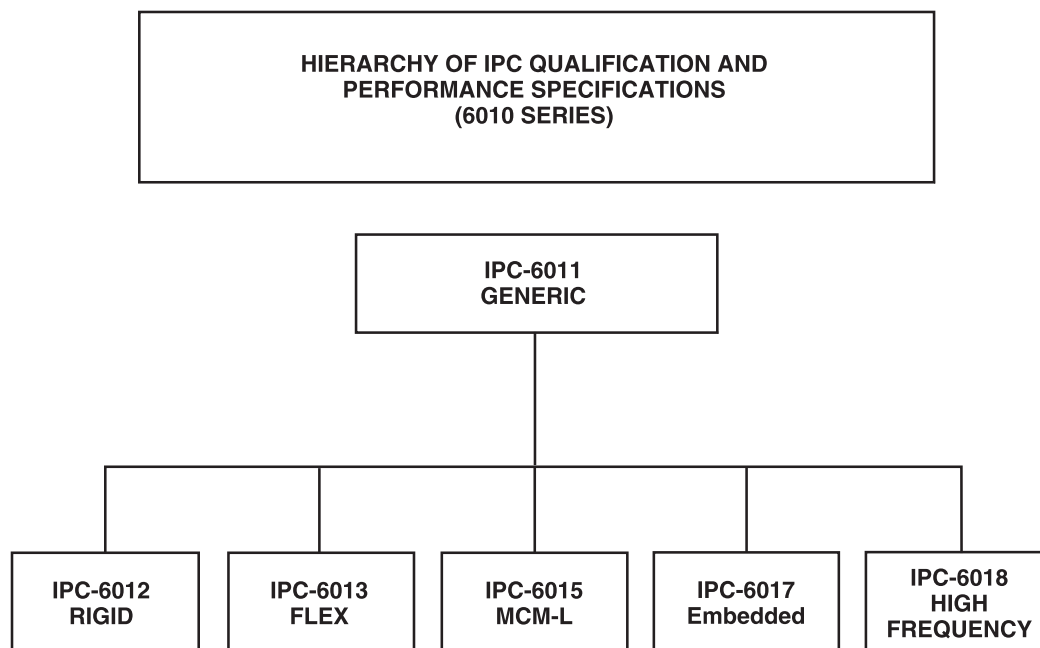 HIERARCHY OF IPC QUALIFICATION AND
PERFORMANCE SPECIFICATIONS
(6010 SERIES)
IPC-6011
GENERIC
IPC-6012
RIGID
IPC-6013
FLEX
IPC-6015
MCM-L
IPC-6017
Embedded
IPC-6018
HIGH
FREQUENCY